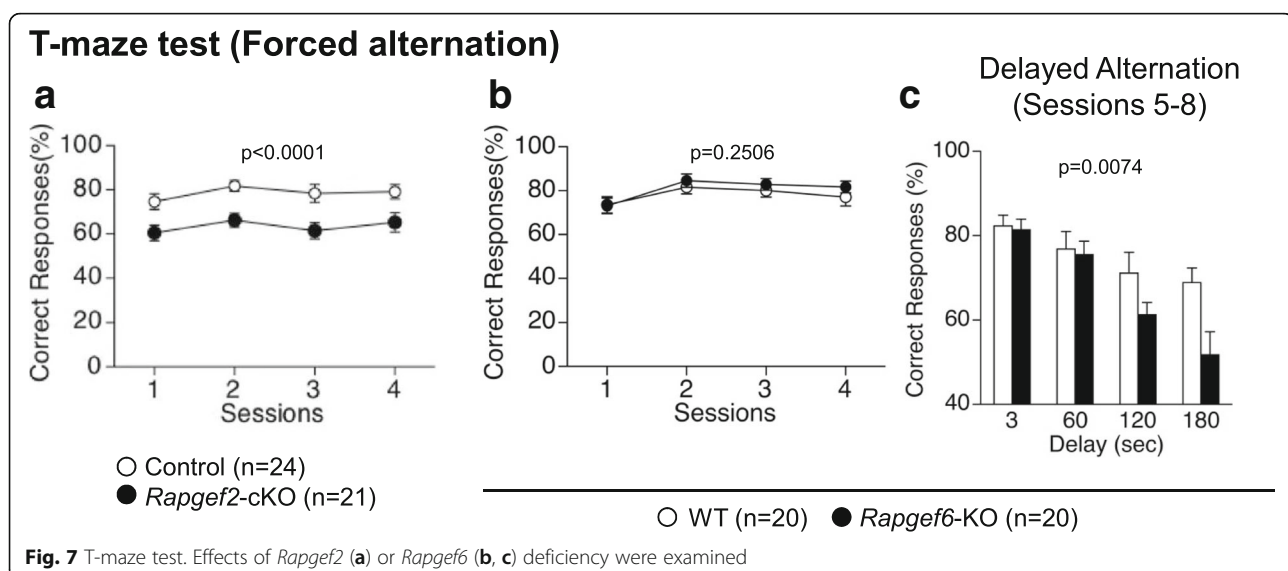 T-maze test (Forced alternation)
a
Correct Responses(%)
100
80
60
40
20
0
p<0.0001
1 2 3 4
Sessions
○ Control (n=24)
● Rapgef2-cKO (n=21)
b
Correct Responses(%)
100
80
60
40
20
0
p=0.2506
1 2 3 4
Sessions
c
Delayed Alternation
(Sessions 5-8)
Correct Responses (%)
100
80
60
40
p=0.0074
3 60 120 180
Delay (sec)
○ WT (n=20) ● Rapgef6-KO (n=20)
Fig. 7 T-maze test. Effects of Rapgef2 (a) or Rapgef6 (b, c) deficiency were examined